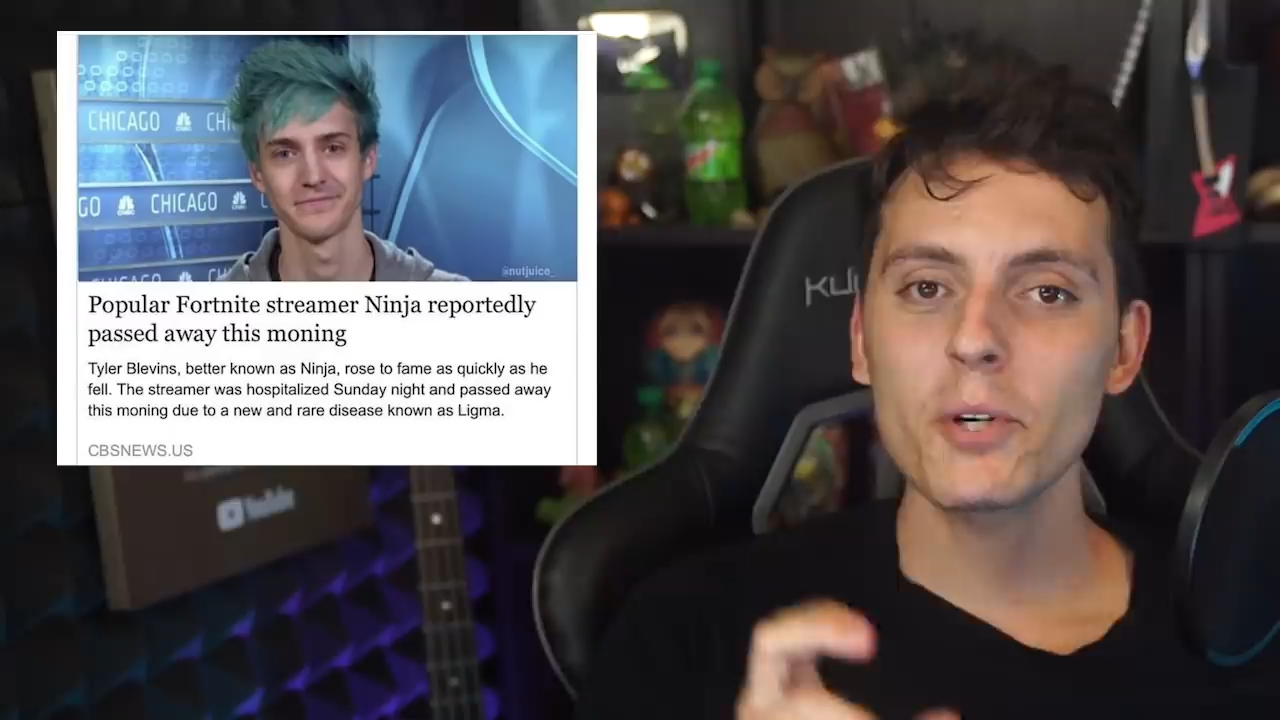 CHICAGO
GO
CHICAGO
@nutjuice_
Popular Fortnite streamer Ninja reportedly
passed away this moning
Tyler Blevins, better known as Ninja, rose to fame as quickly as he
fell. The streamer was hospitalized Sunday night and passed away
this moning due to a new and rare disease known as Ligma.
CBSNEWS.US
YouTube